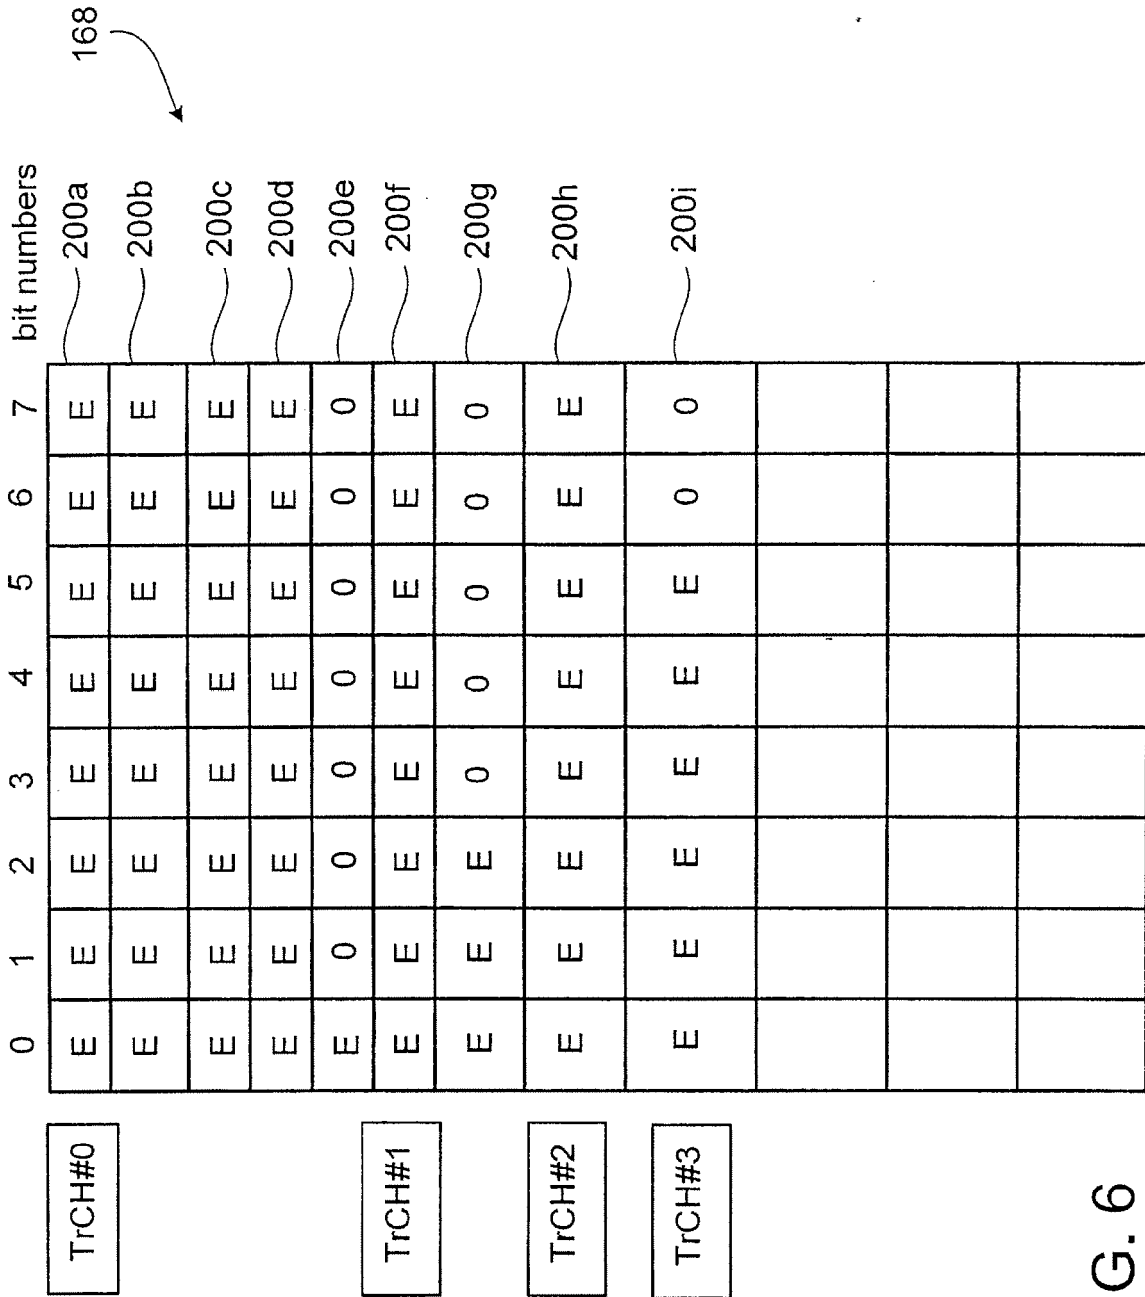 0 1 2 3 4 5 6 7 bit numbers
168
TrCH#0 E E E E E E E E 200a
E E E E E E E E 200b
E E E E E E E E 200c
E E E E E E E E 200d
E 0 0 0 0 0 0 0 200e
TrCH#1 E E E E E E E E 200f
E E E 0 0 0 0 0 200g
TrCH#2 E E E E E E E E 200h
TrCH#3 E E E E E E 0 0 200i
G. 6